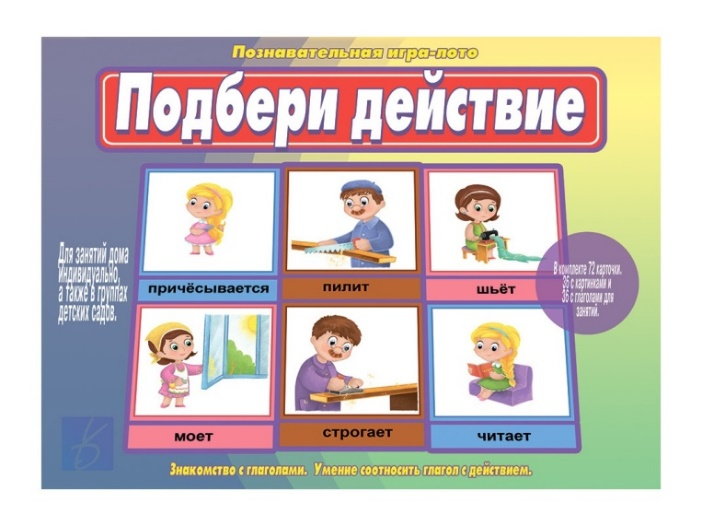 Познавательная игра-лото
Подбери действие
Для занятий дома
индивидуально,
а также в группах
детских садов.
причёсывается
пилит
шьёт
В комплекте 72 карточки.
36 с картинками и
36 с глаголами для
занятий.
моет
строгает
читает
Знакомство с глаголами. Умение соотносить глагол с действием.